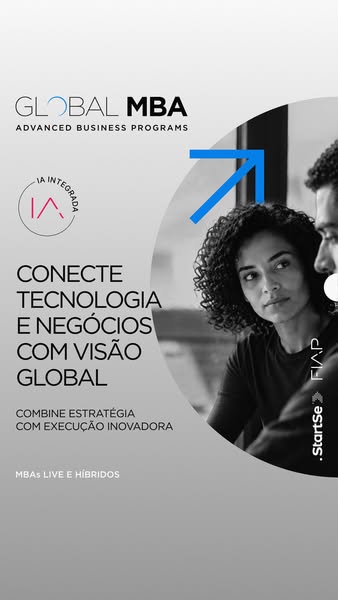 GLOBAL MBA
ADVANCED BUSINESS PROGRAMS
IA INTEGRADA
IA
CONECTE
TECNOLOGIA
E NEGÓCIOS
COM VISÃO
GLOBAL
COMBINE ESTRATÉGIA
COM EXECUÇÃO INOVADORA
MBAs LIVE E HÍBRIDOS
.StartSe
FIAP